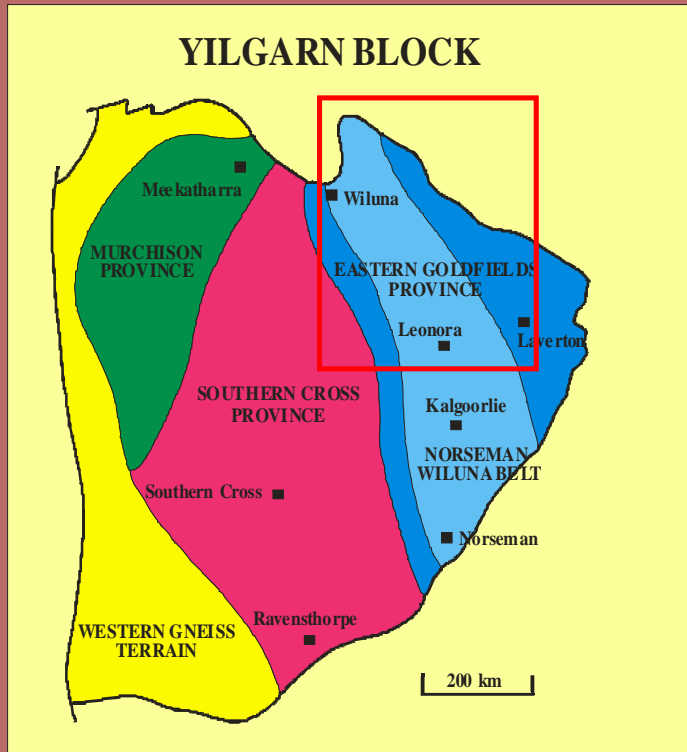 YILGARN BLOCK
Meekatharra
Wiluna
MURCHISON
PROVINCE
EASTERN GOLDFIELDS
PROVINCE
Leonora
Laverton
SOUTHERN CROSS
PROVINCE
Kalgoorlie
NORSEMAN
WILUNA BELT
Southern Cross
Norseman
Ravensthorpe
WESTERN GNEISS
TERRAIN
200 km